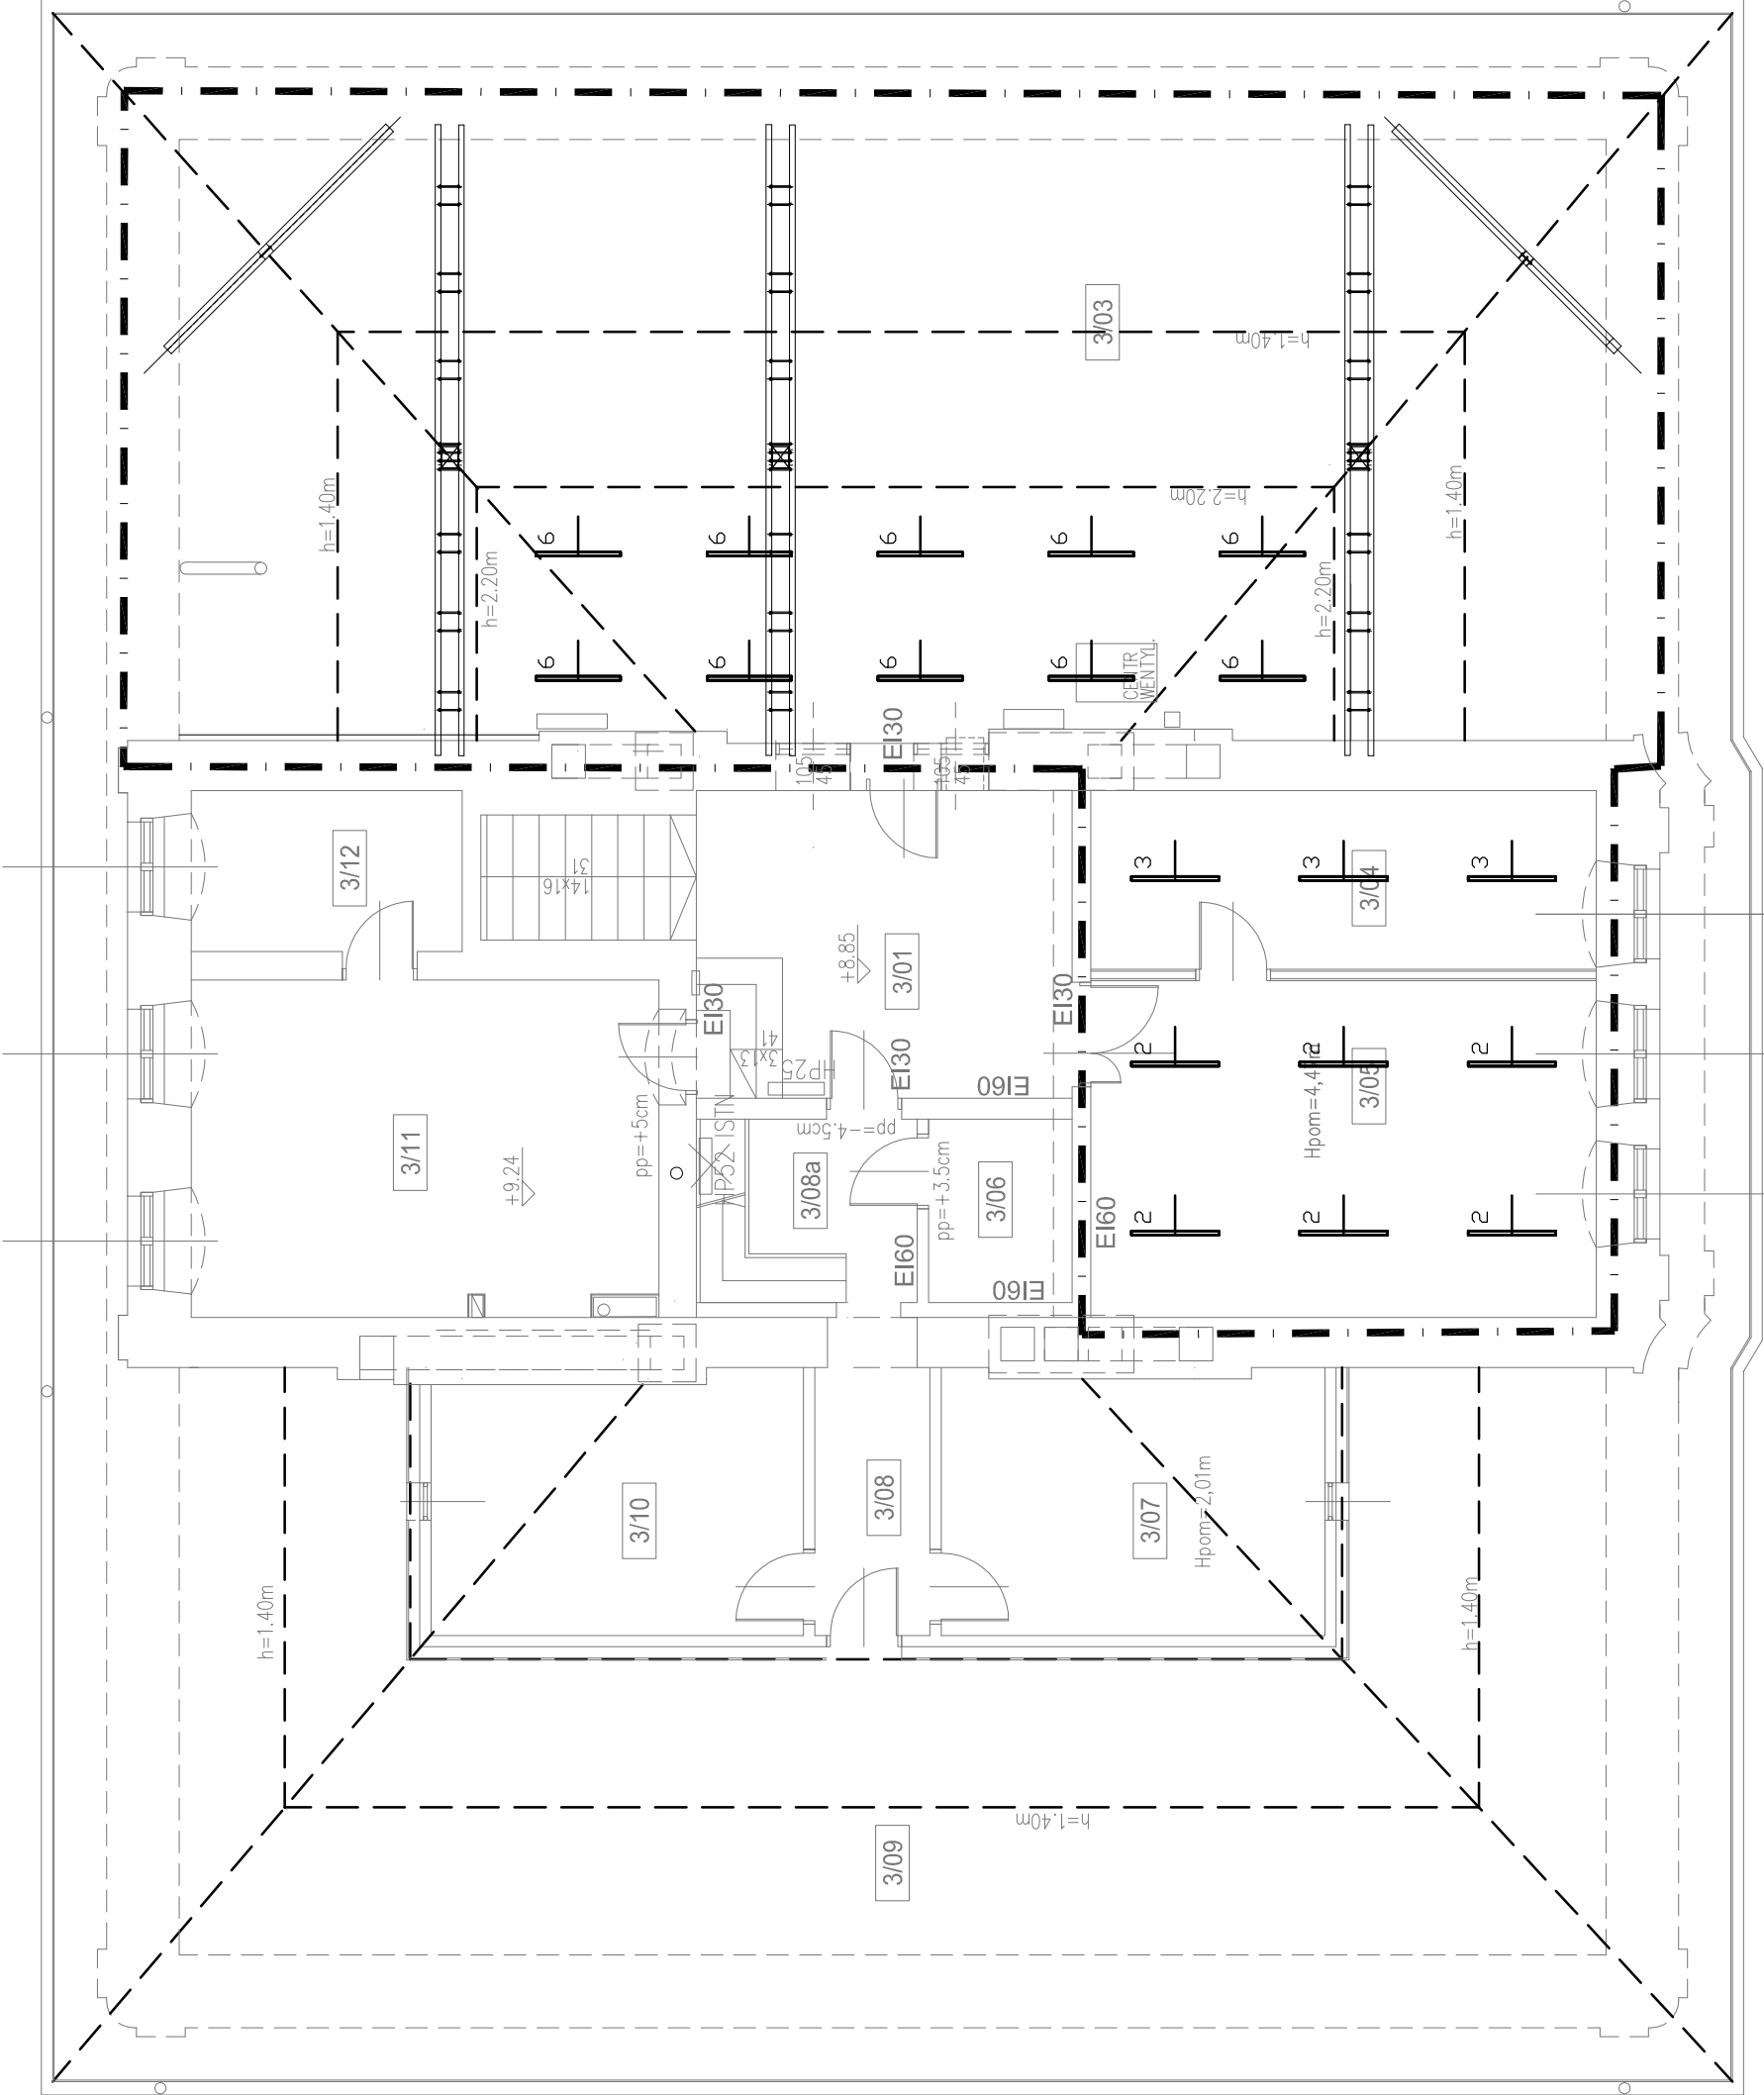 3/03
h=1.40m
h=1.40m
h=1.40m
h=2.20m
h=2.20m
h=2.20m
6
6
6
6
6
6
6
6
6
6
CENTR
WENTYL
EI30
105
45
105
45
3/12
14x16
31
+8.85
3/01
3
3
3
3/04
EI30
3x13
41
HP25
EI30
EI30
EI60
2
2
2
3/05
3/11
+9.24
pp=+5cm
pp=-4.5cm
3/08a
pp=+3.5cm
3/06
EI60
EI60
EI60
2
2
2
3/10
3/08
3/07
Hpom=2,01m
h=1.40m
h=1.40m
h=1.40m
3/09